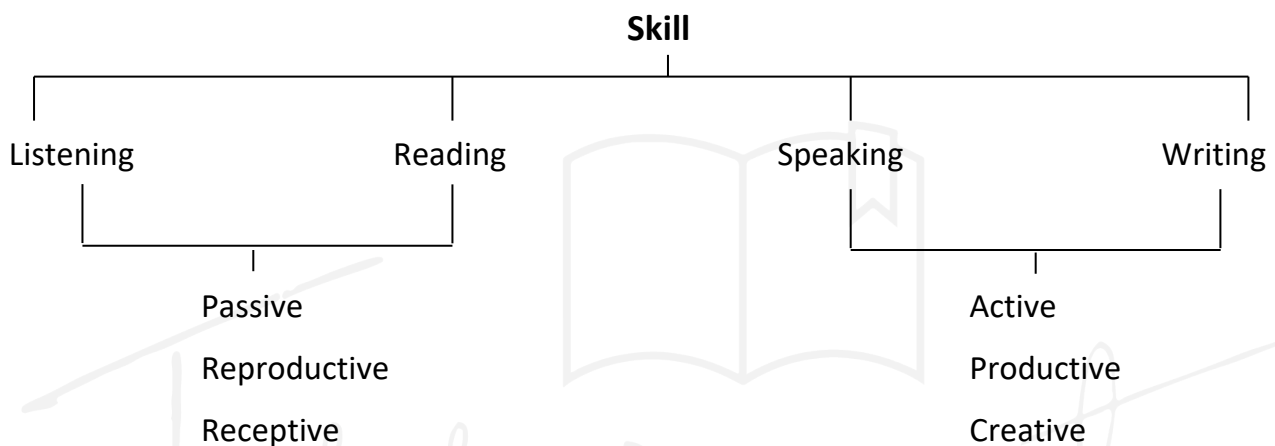 Skill
Listening Reading Speaking Writing
Passive Active
Reproductive Productive
Receptive Creative